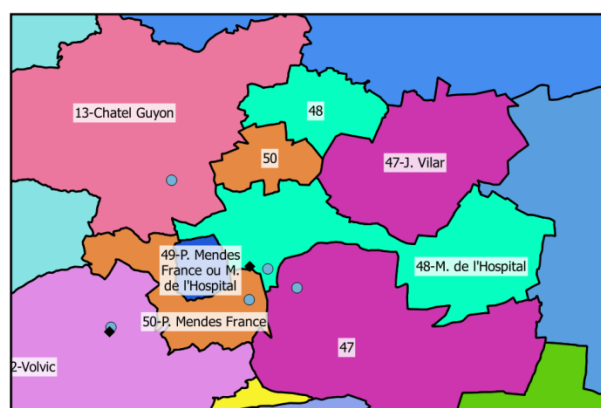 13-Chatel Guyon
48
50
47-J. Vilar
49-P. Mendes
France ou M.
de l'Hospital
48-M. de l'Hospital
50-P. Mendes France
47
2-Volvic